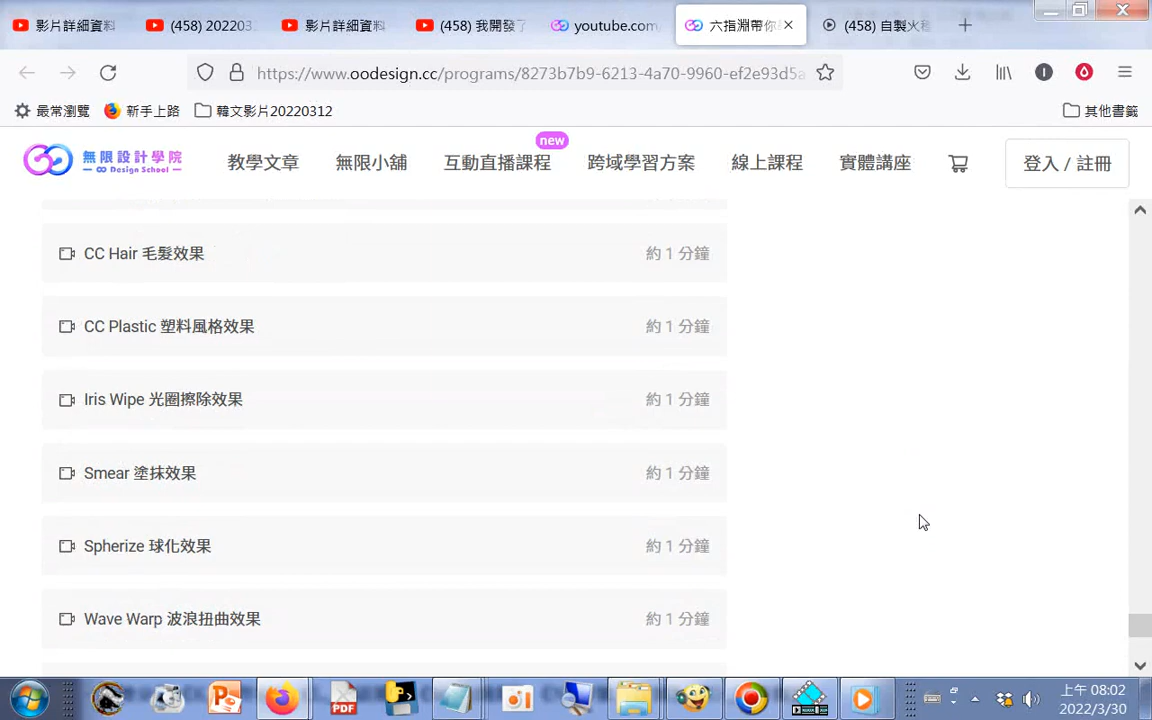 影片詳細資料
(458) 202203
影片詳細資料
(458) 我開發了
youtube.com
六指淵帶你
(458) 自製火
https://www.oodesign.cc/programs/8273b7b9-6213-4a70-9960-ef2e93d5a
最常瀏覽
新手上路
韓文影片20220312
其他書籤
無限設計學院
Design School
教學文章
無限小舖
new
互動直播課程
跨域學習方案
線上課程
實體講座
登入 / 註冊
CC Hair 毛髮效果
約 1 分鐘
CC Plastic 塑料風格效果
約 1 分鐘
Iris Wipe 光圈擦除效果
約 1 分鐘
Smear 塗抹效果
約 1 分鐘
Spherize 球化效果
約 1 分鐘
Wave Warp 波浪扭曲效果
約 1 分鐘
上午 08:02
2022/3/30